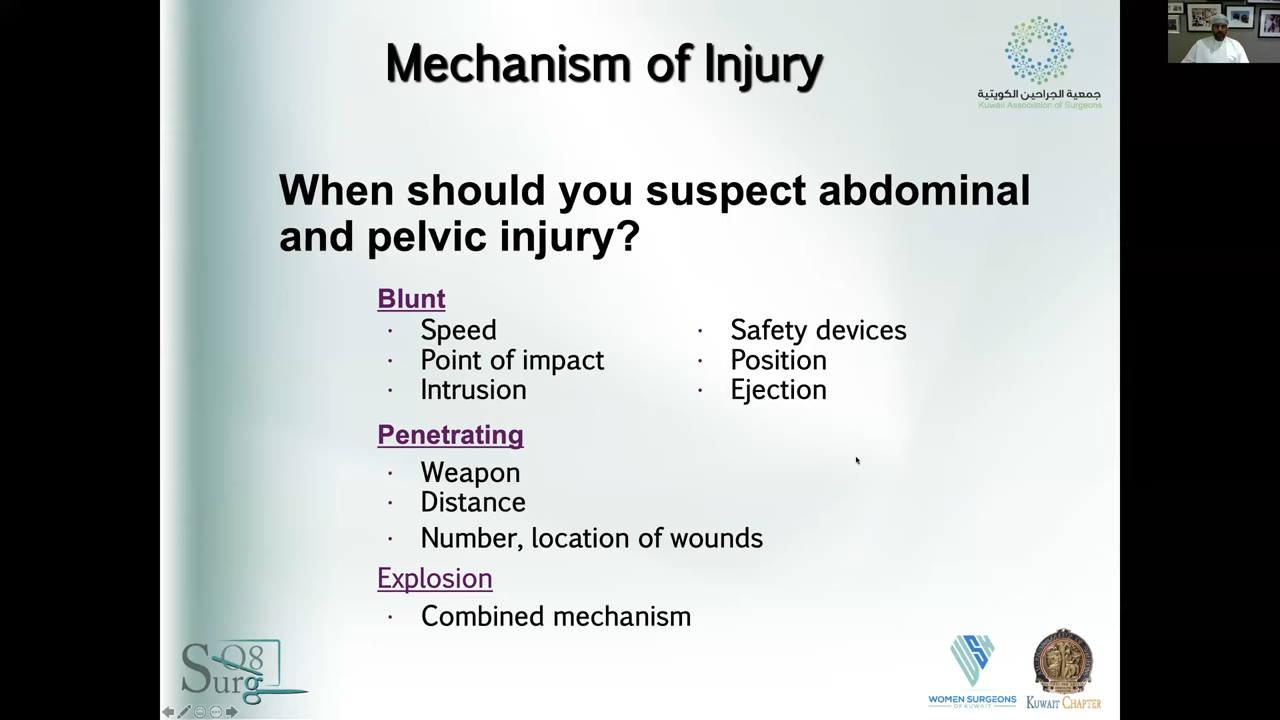 Mechanism of Injury
جمعية الجراحين الكويتية
Kuwait Association of Surgeons
When should you suspect abdominal
and pelvic injury?
Blunt
· Speed
· Point of impact
· Intrusion
· Safety devices
· Position
· Ejection
Penetrating
· Weapon
· Distance
· Number, location of wounds
Explosion
· Combined mechanism
Q8
Surg
WOMEN SURGEONS
OF KUWAIT
KUWAIT CHAPTER